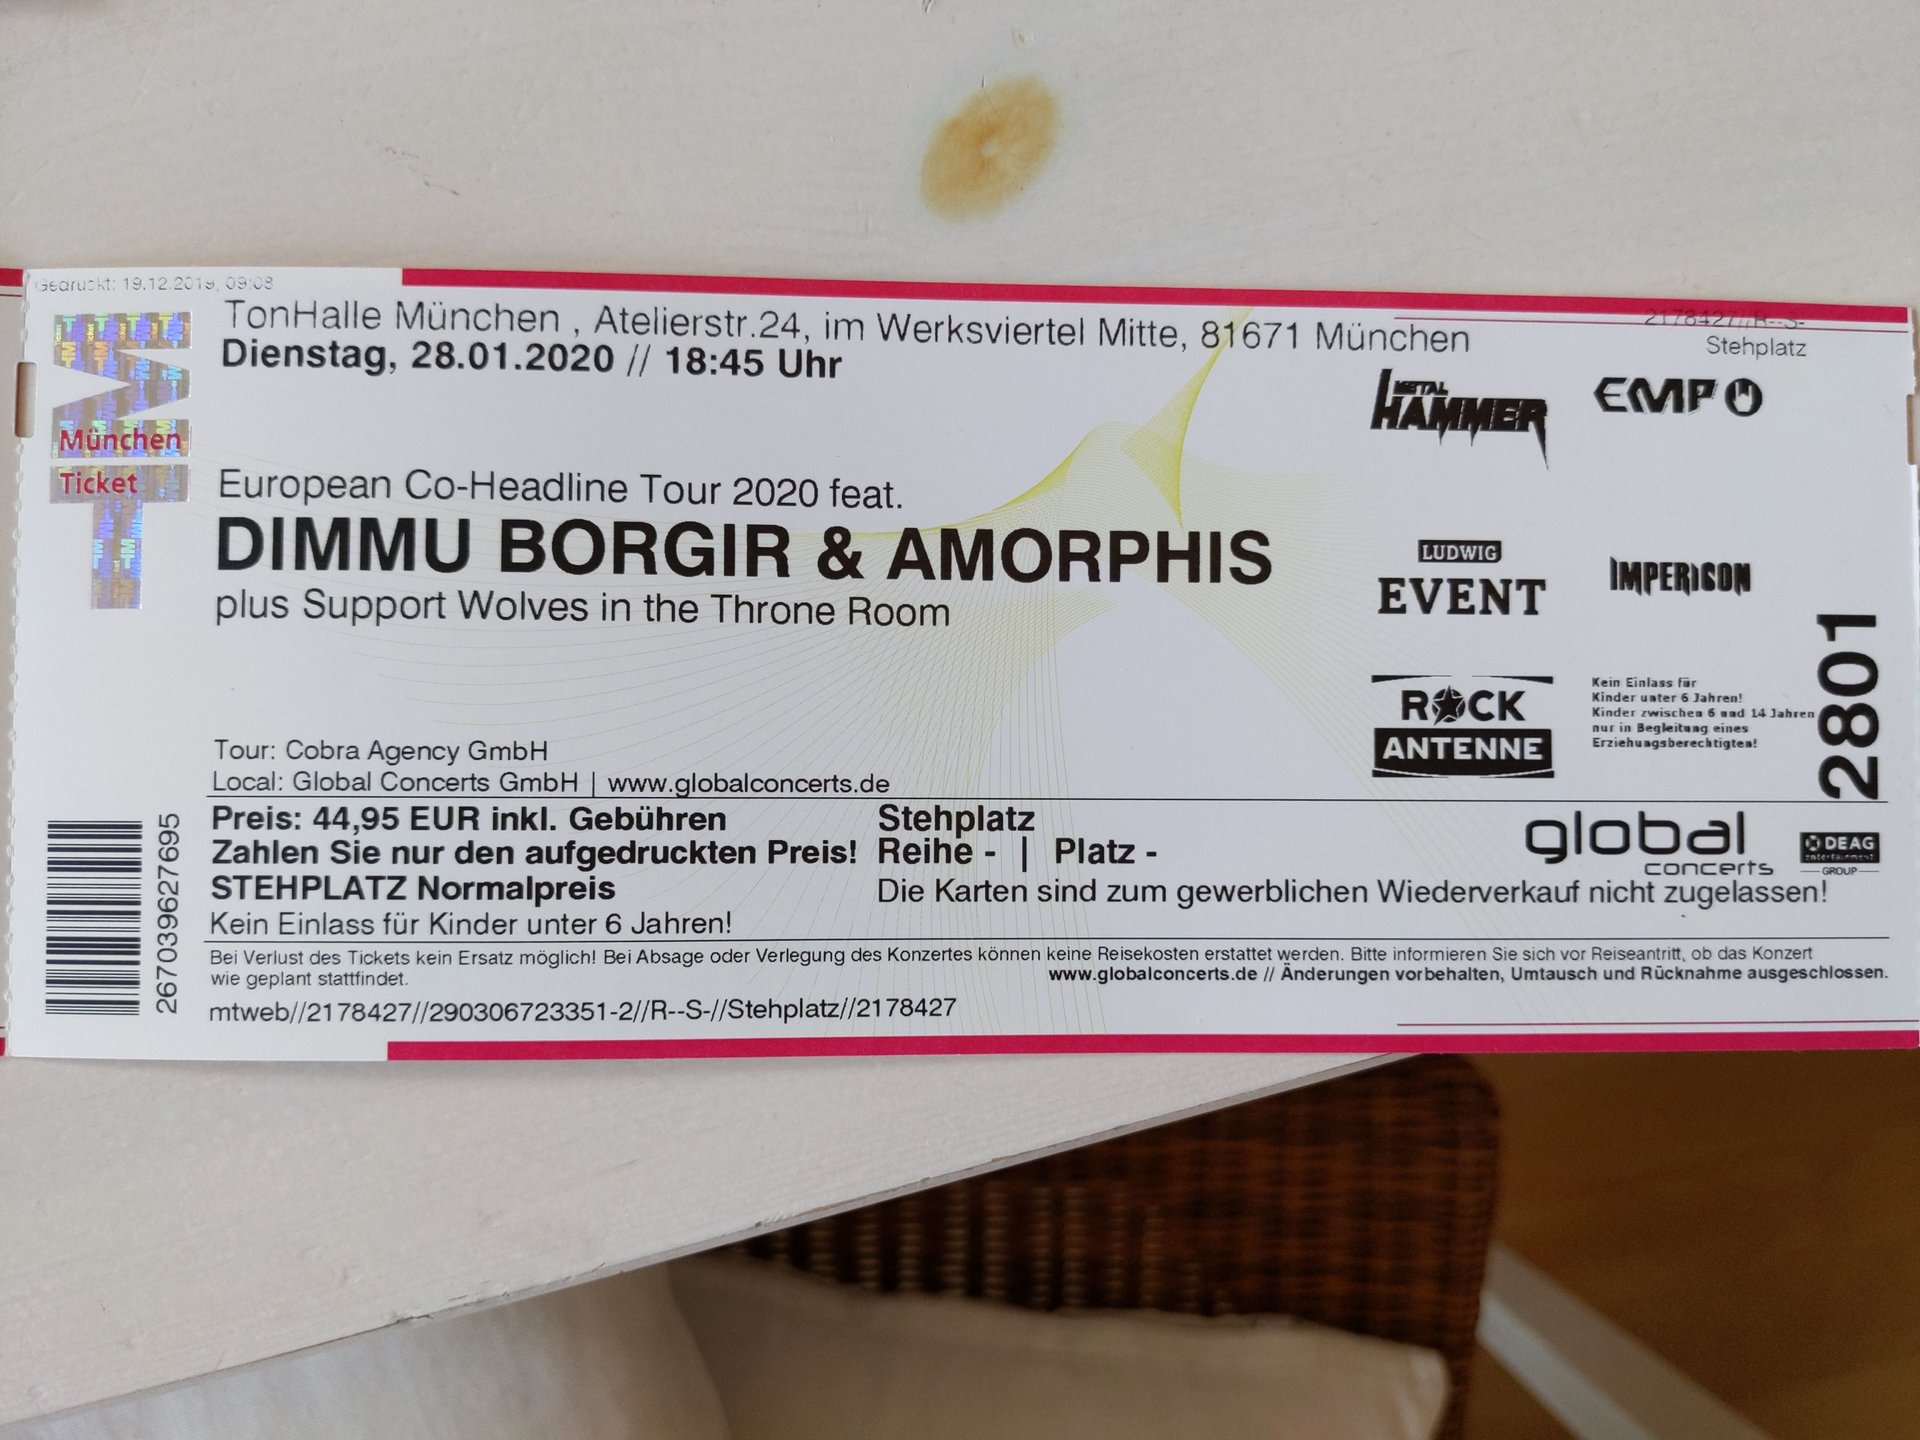 Gedruckt: 19.12.2019, 09:08
TonHalle München , Atelierstr.24, im Werksviertel Mitte, 81671 München
Dienstag, 28.01.2020 // 18:45 Uhr
2178427//R--S-
Stehplatz
München
Ticket
METAL
HAMMER
EMP
European Co-Headline Tour 2020 feat.
DIMMU BORGIR & AMORPHIS
plus Support Wolves in the Throne Room
LUDWIG
EVENT
IMPERICON
ROCK
ANTENNE
Kein Einlass für
Kinder unter 6 Jahren!
Kinder zwischen 6 und 14 Jahren
nur in Begleitung eines
Erziehungsberechtigten!
2801
Tour: Cobra Agency GmbH
Local: Global Concerts GmbH | www.globalconcerts.de
Preis: 44,95 EUR inkl. Gebühren
Zahlen Sie nur den aufgedruckten Preis!
STEHPLATZ Normalpreis
Kein Einlass für Kinder unter 6 Jahren!
Stehplatz
Reihe - | Platz -
Die Karten sind zum gewerblichen Wiederverkauf nicht zugelassen!
global
concerts
DEAG
entertainment
GROUP
267039627695
Bei Verlust des Tickets kein Ersatz möglich! Bei Absage oder Verlegung des Konzertes können keine Reisekosten erstattet werden. Bitte informieren Sie sich vor Reiseantritt, ob das Konzert
wie geplant stattfindet.
www.globalconcerts.de // Änderungen vorbehalten, Umtausch und Rücknahme ausgeschlossen.
mtweb//2178427//290306723351-2//R--S-//Stehplatz//2178427